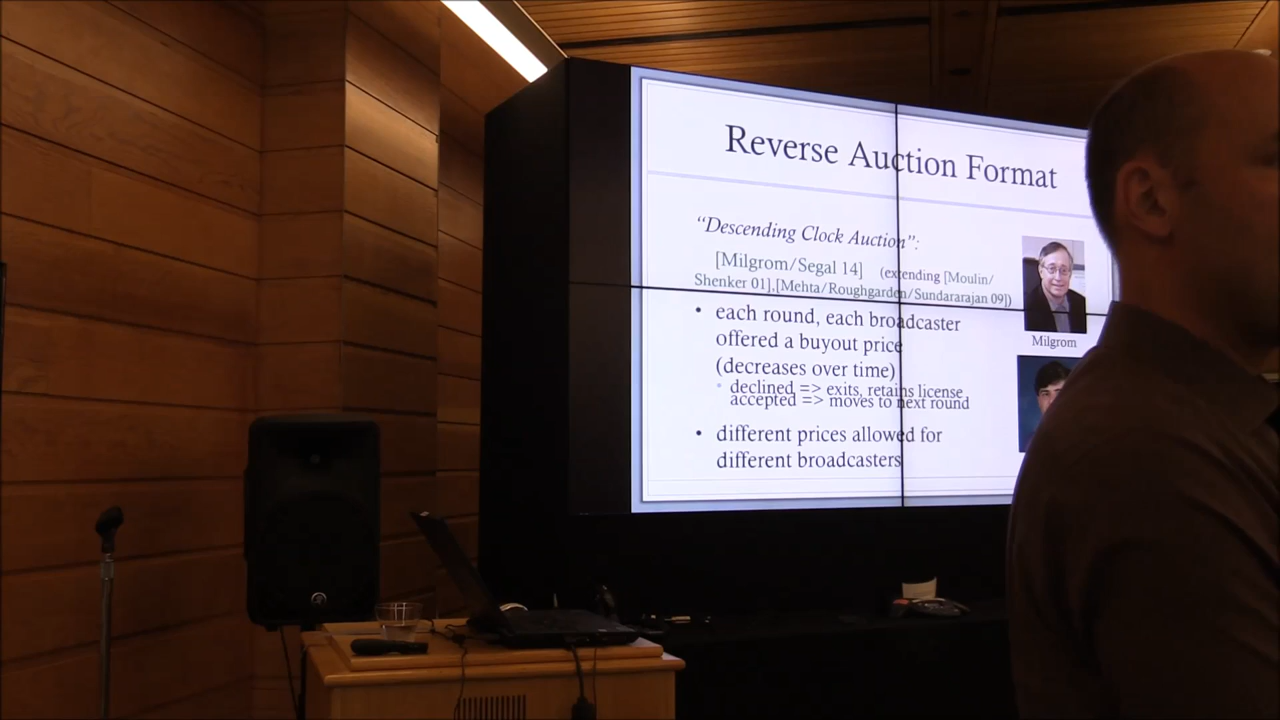 Reverse Auction Format
“Descending Clock Auction”:
[Milgrom/Segal 14] (extending [Moulin/
Shenker 01],[Mehta/Roughgarden/Sundararajan 09])
• each round, each broadcaster
offered a buyout price
(decreases over time)
• declined => exits, retains license
accepted => moves to next round
• different prices allowed for
different broadcasters
Milgrom